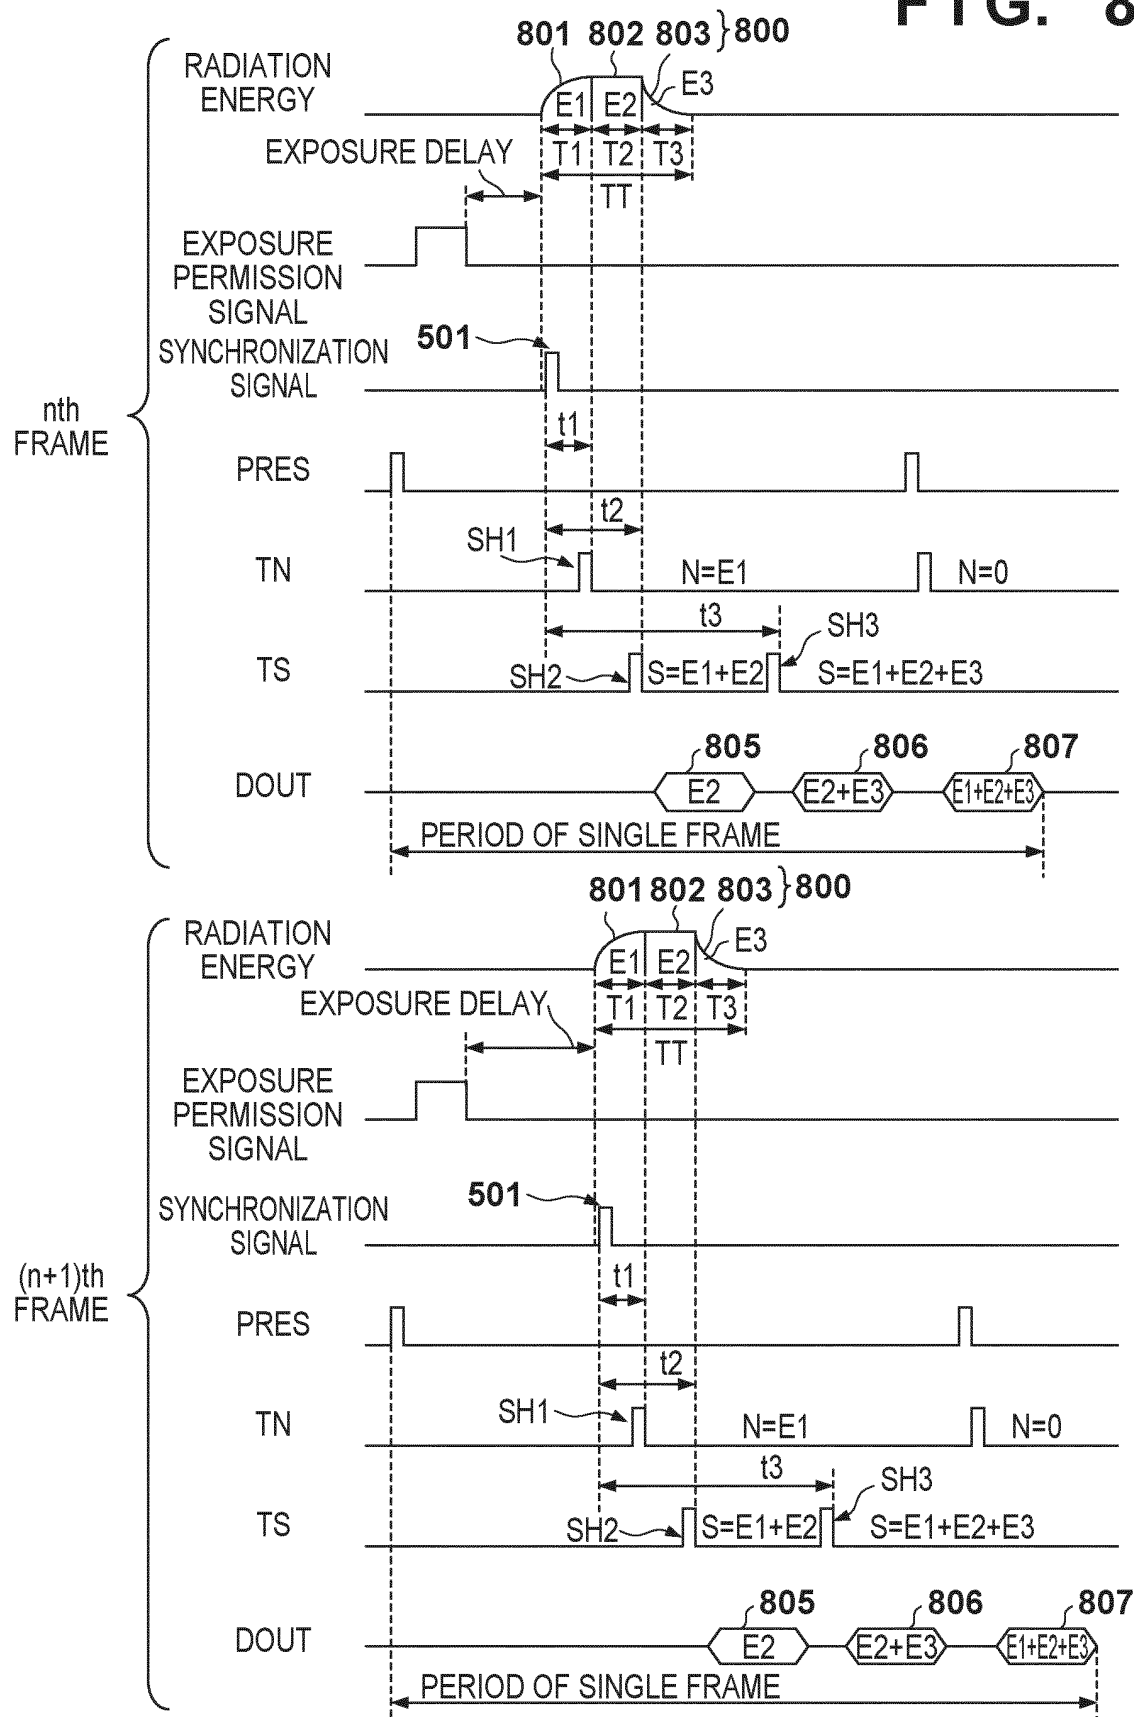 FIG. 8
801 802 803 } 800
RADIATION
ENERGY
E1 E2 E3
T1 T2 T3
EXPOSURE DELAY
TT
EXPOSURE
PERMISSION
SIGNAL
501
SYNCHRONIZATION
SIGNAL
t1
nth
FRAME
PRES
t2
SH1
TN
N=E1
N=0
t3
SH3
TS
SH2
S=E1+E2
S=E1+E2+E3
805
806
807
DOUT
E2
E2+E3
E1+E2+E3
PERIOD OF SINGLE FRAME
801 802 803 } 800
RADIATION
ENERGY
E1 E2 E3
T1 T2 T3
EXPOSURE DELAY
TT
EXPOSURE
PERMISSION
SIGNAL
501
SYNCHRONIZATION
SIGNAL
t1
(n+1)th
FRAME
PRES
t2
SH1
TN
N=E1
N=0
t3
SH3
TS
SH2
S=E1+E2
S=E1+E2+E3
805
806
807
DOUT
E2
E2+E3
E1+E2+E3
PERIOD OF SINGLE FRAME